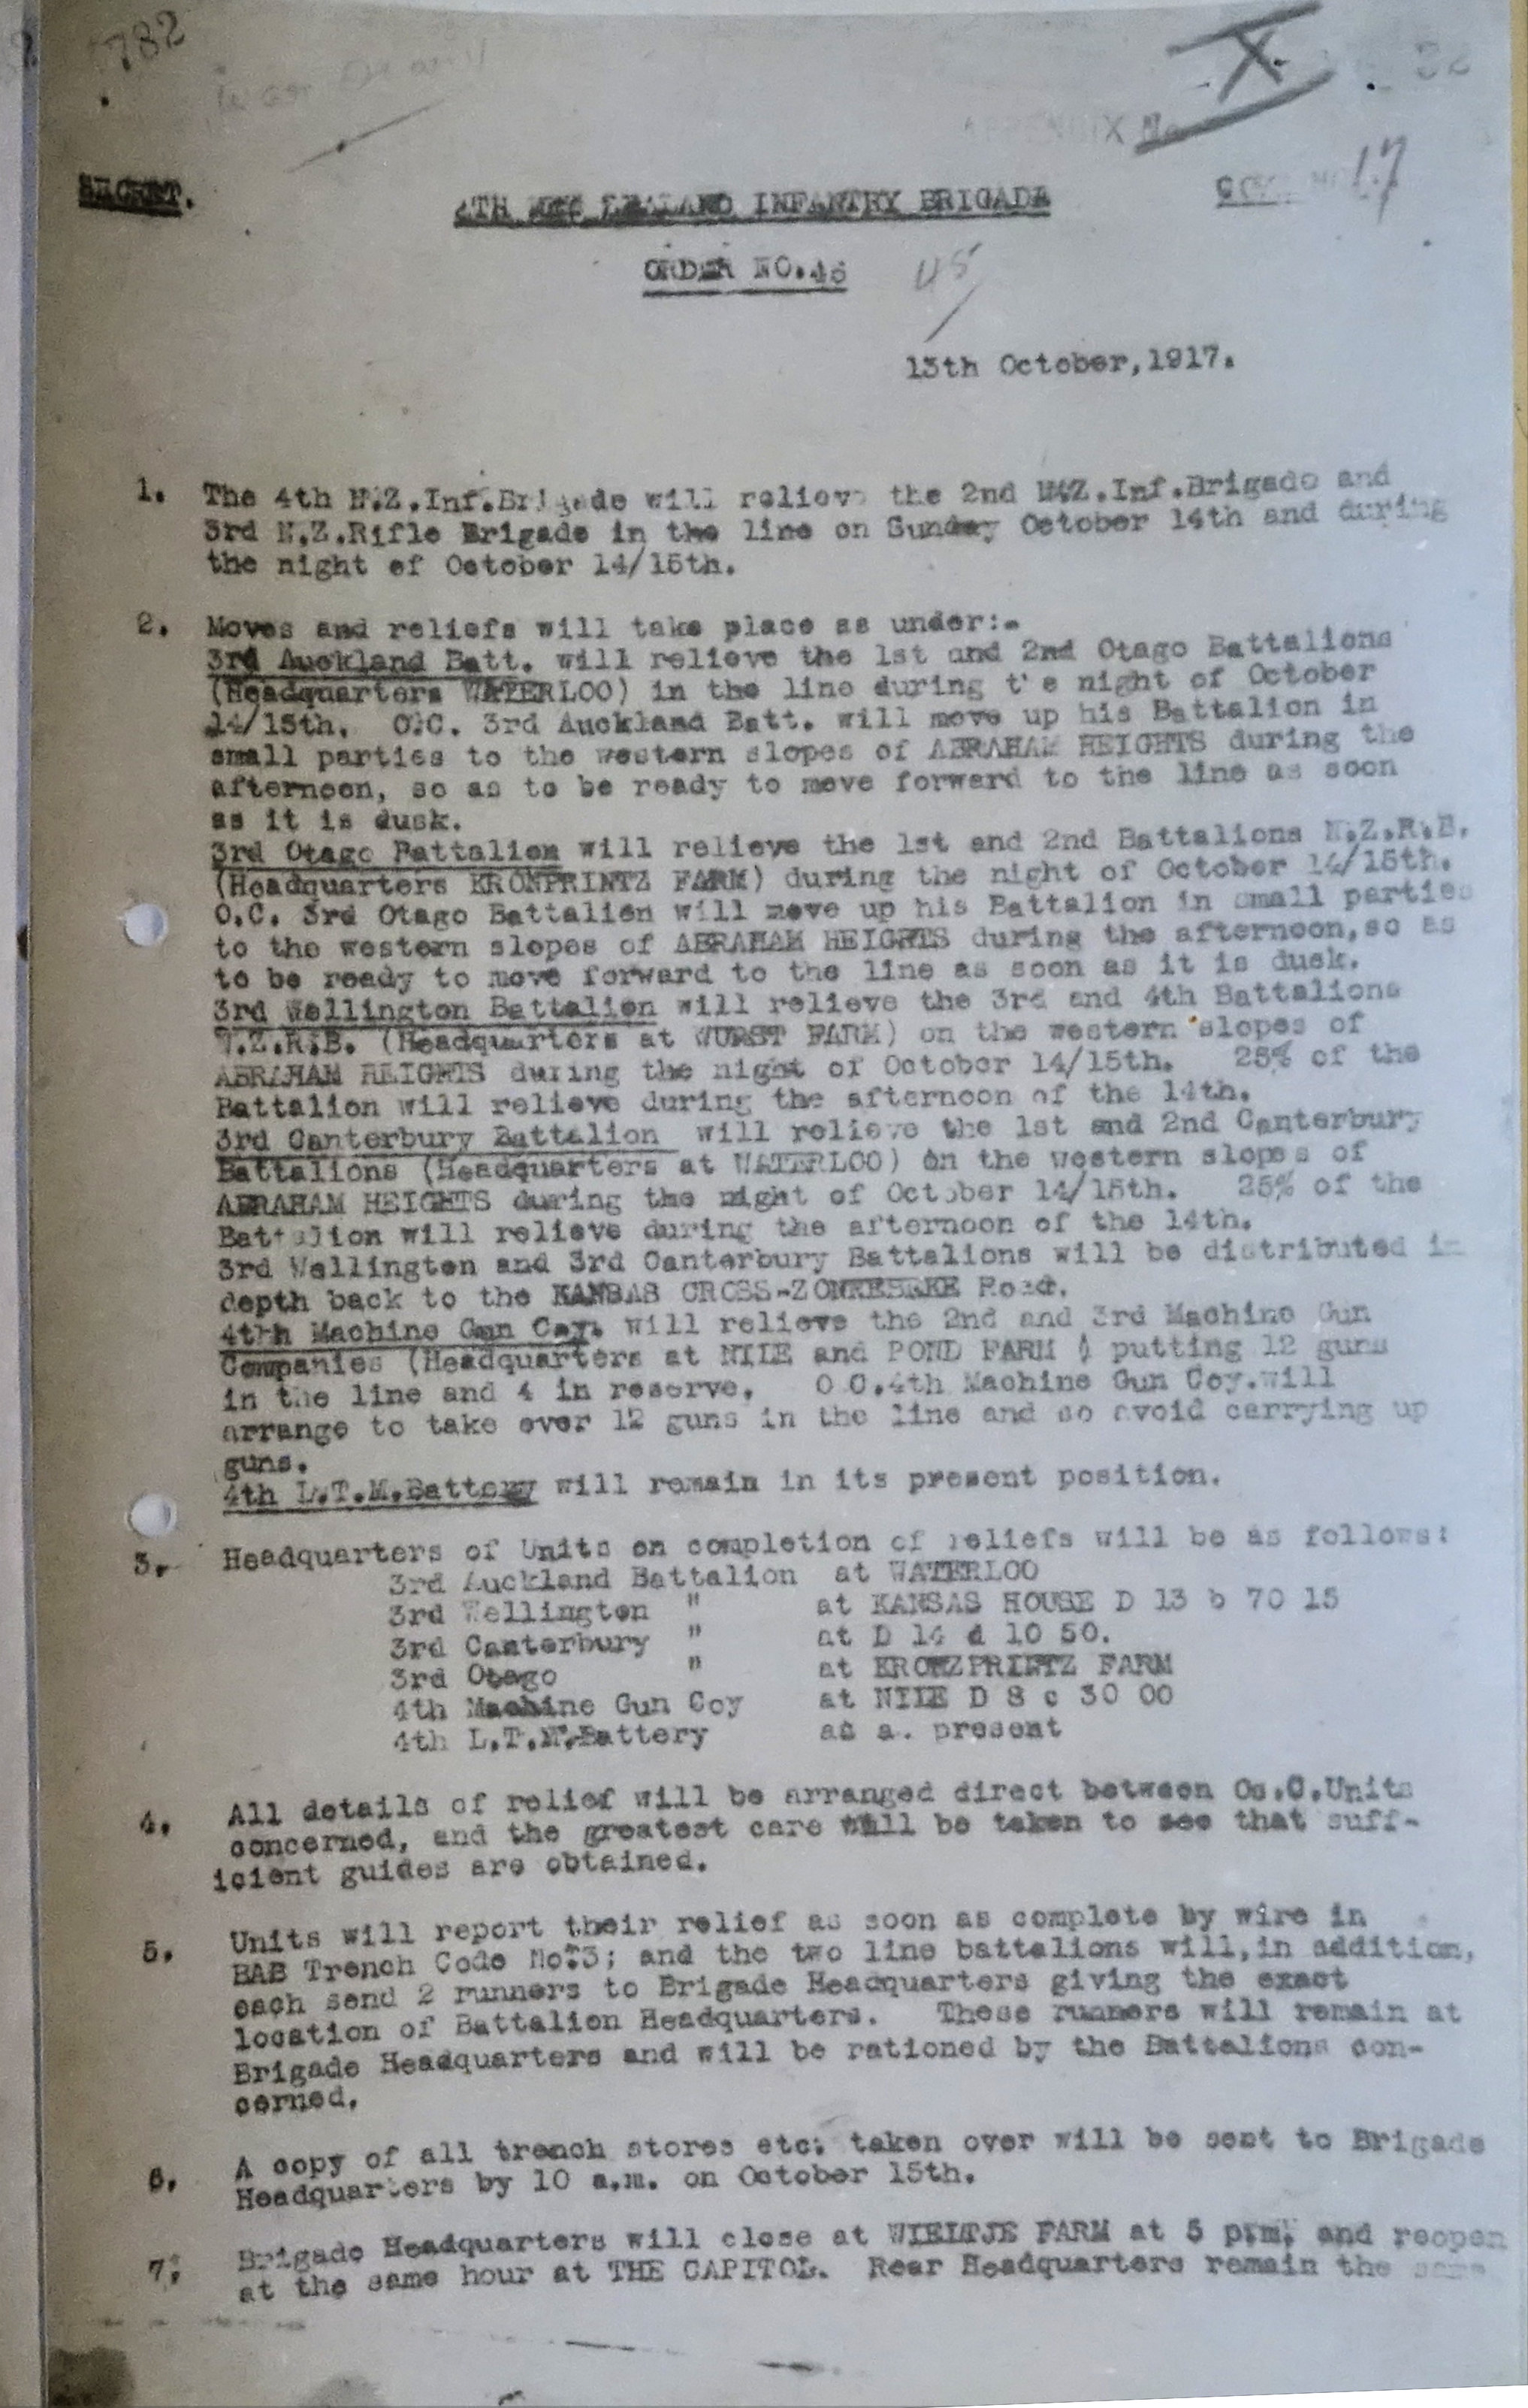 782
SECRET.
APPENDIX No X.
COPY No 17
4TH NEW ZEALAND INFANTRY BRIGADE
ORDER NO.45
45
13th October,1917.
1. The 4th N.Z.Inf.Brigade will relieve the 2nd N.Z.Inf.Brigade and
3rd N.Z.Rifle Brigade in the line on Sunday October 14th and during
the night of October 14/15th.
2. Moves and reliefs will take place as under:-
3rd Auckland Batt. will relieve the 1st and 2nd Otago Battalions
(Headquarters WATERLOO) in the line during the night of October
14/15th. O.C. 3rd Auckland Batt. will move up his Battalion in
small parties to the western slopes of ABRAHAM HEIGHTS during the
afternoon, so as to be ready to move forward to the line as soon
as it is dusk.
3rd Otago Battalion will relieve the 1st and 2nd Battalions N.Z.R.B.
(Headquarters KRONPRINTZ FARM) during the night of October 14/15th.
O.C. 3rd Otago Battalion will move up his Battalion in small parties
to the western slopes of ABRAHAM HEIGHTS during the afternoon,so as
to be ready to move forward to the line as soon as it is dusk.
3rd Wellington Battalion will relieve the 3rd and 4th Battalions
N.Z.R.B. (Headquarters at WURST FARM) on the western slopes of
ABRAHAM HEIGHTS during the night of October 14/15th. 25% of the
Battalion will relieve during the afternoon of the 14th.
3rd Canterbury Battalion will relieve the 1st and 2nd Canterbury
Battalions (Headquarters at WATERLOO) on the western slopes of
ABRAHAM HEIGHTS during the night of October 14/15th. 25% of the
Battalion will relieve during the afternoon of the 14th.
3rd Wellington and 3rd Canterbury Battalions will be distributed in
depth back to the KANSAS CROSS-ZONNEBEKE Road.
4th Machine Gun Coy. will relieve the 2nd and 3rd Machine Gun
Companies (Headquarters at NILE and POND FARM ) putting 12 guns
in the line and 4 in reserve. O.C.4th Machine Gun Coy.will
arrange to take over 12 guns in the line and so avoid carrying up
guns.
4th L.T.M.Battery will remain in its present position.
3. Headquarters of Units on completion of reliefs will be as follows:
3rd Auckland Battalion at WATERLOO
3rd Wellington " at KANSAS HOUSE D 13 b 70 15
3rd Canterbury " at D 14 d 10 50.
3rd Otago " at KRONZPRINTZ FARM
4th Machine Gun Coy at NILE D 8 c 30 00
4th L.T.M.Battery as at present
4. All details of relief will be arranged direct between Os.C.Units
concerned, and the greatest care will be taken to see that suff-
icient guides are obtained.
5. Units will report their relief as soon as complete by wire in
BAB Trench Code No.3; and the two line battalions will,in addition,
each send 2 runners to Brigade Headquarters giving the exact
location of Battalion Headquarters. These runners will remain at
Brigade Headquarters and will be rationed by the Battalions con-
cerned.
6. A copy of all trench stores etc. taken over will be sent to Brigade
Headquarters by 10 a.m. on October 15th.
7. Brigade Headquarters will close at WIELTJE FARM at 5 p.m. and reopen
at the same hour at THE CAPITOL. Rear Headquarters remain the same